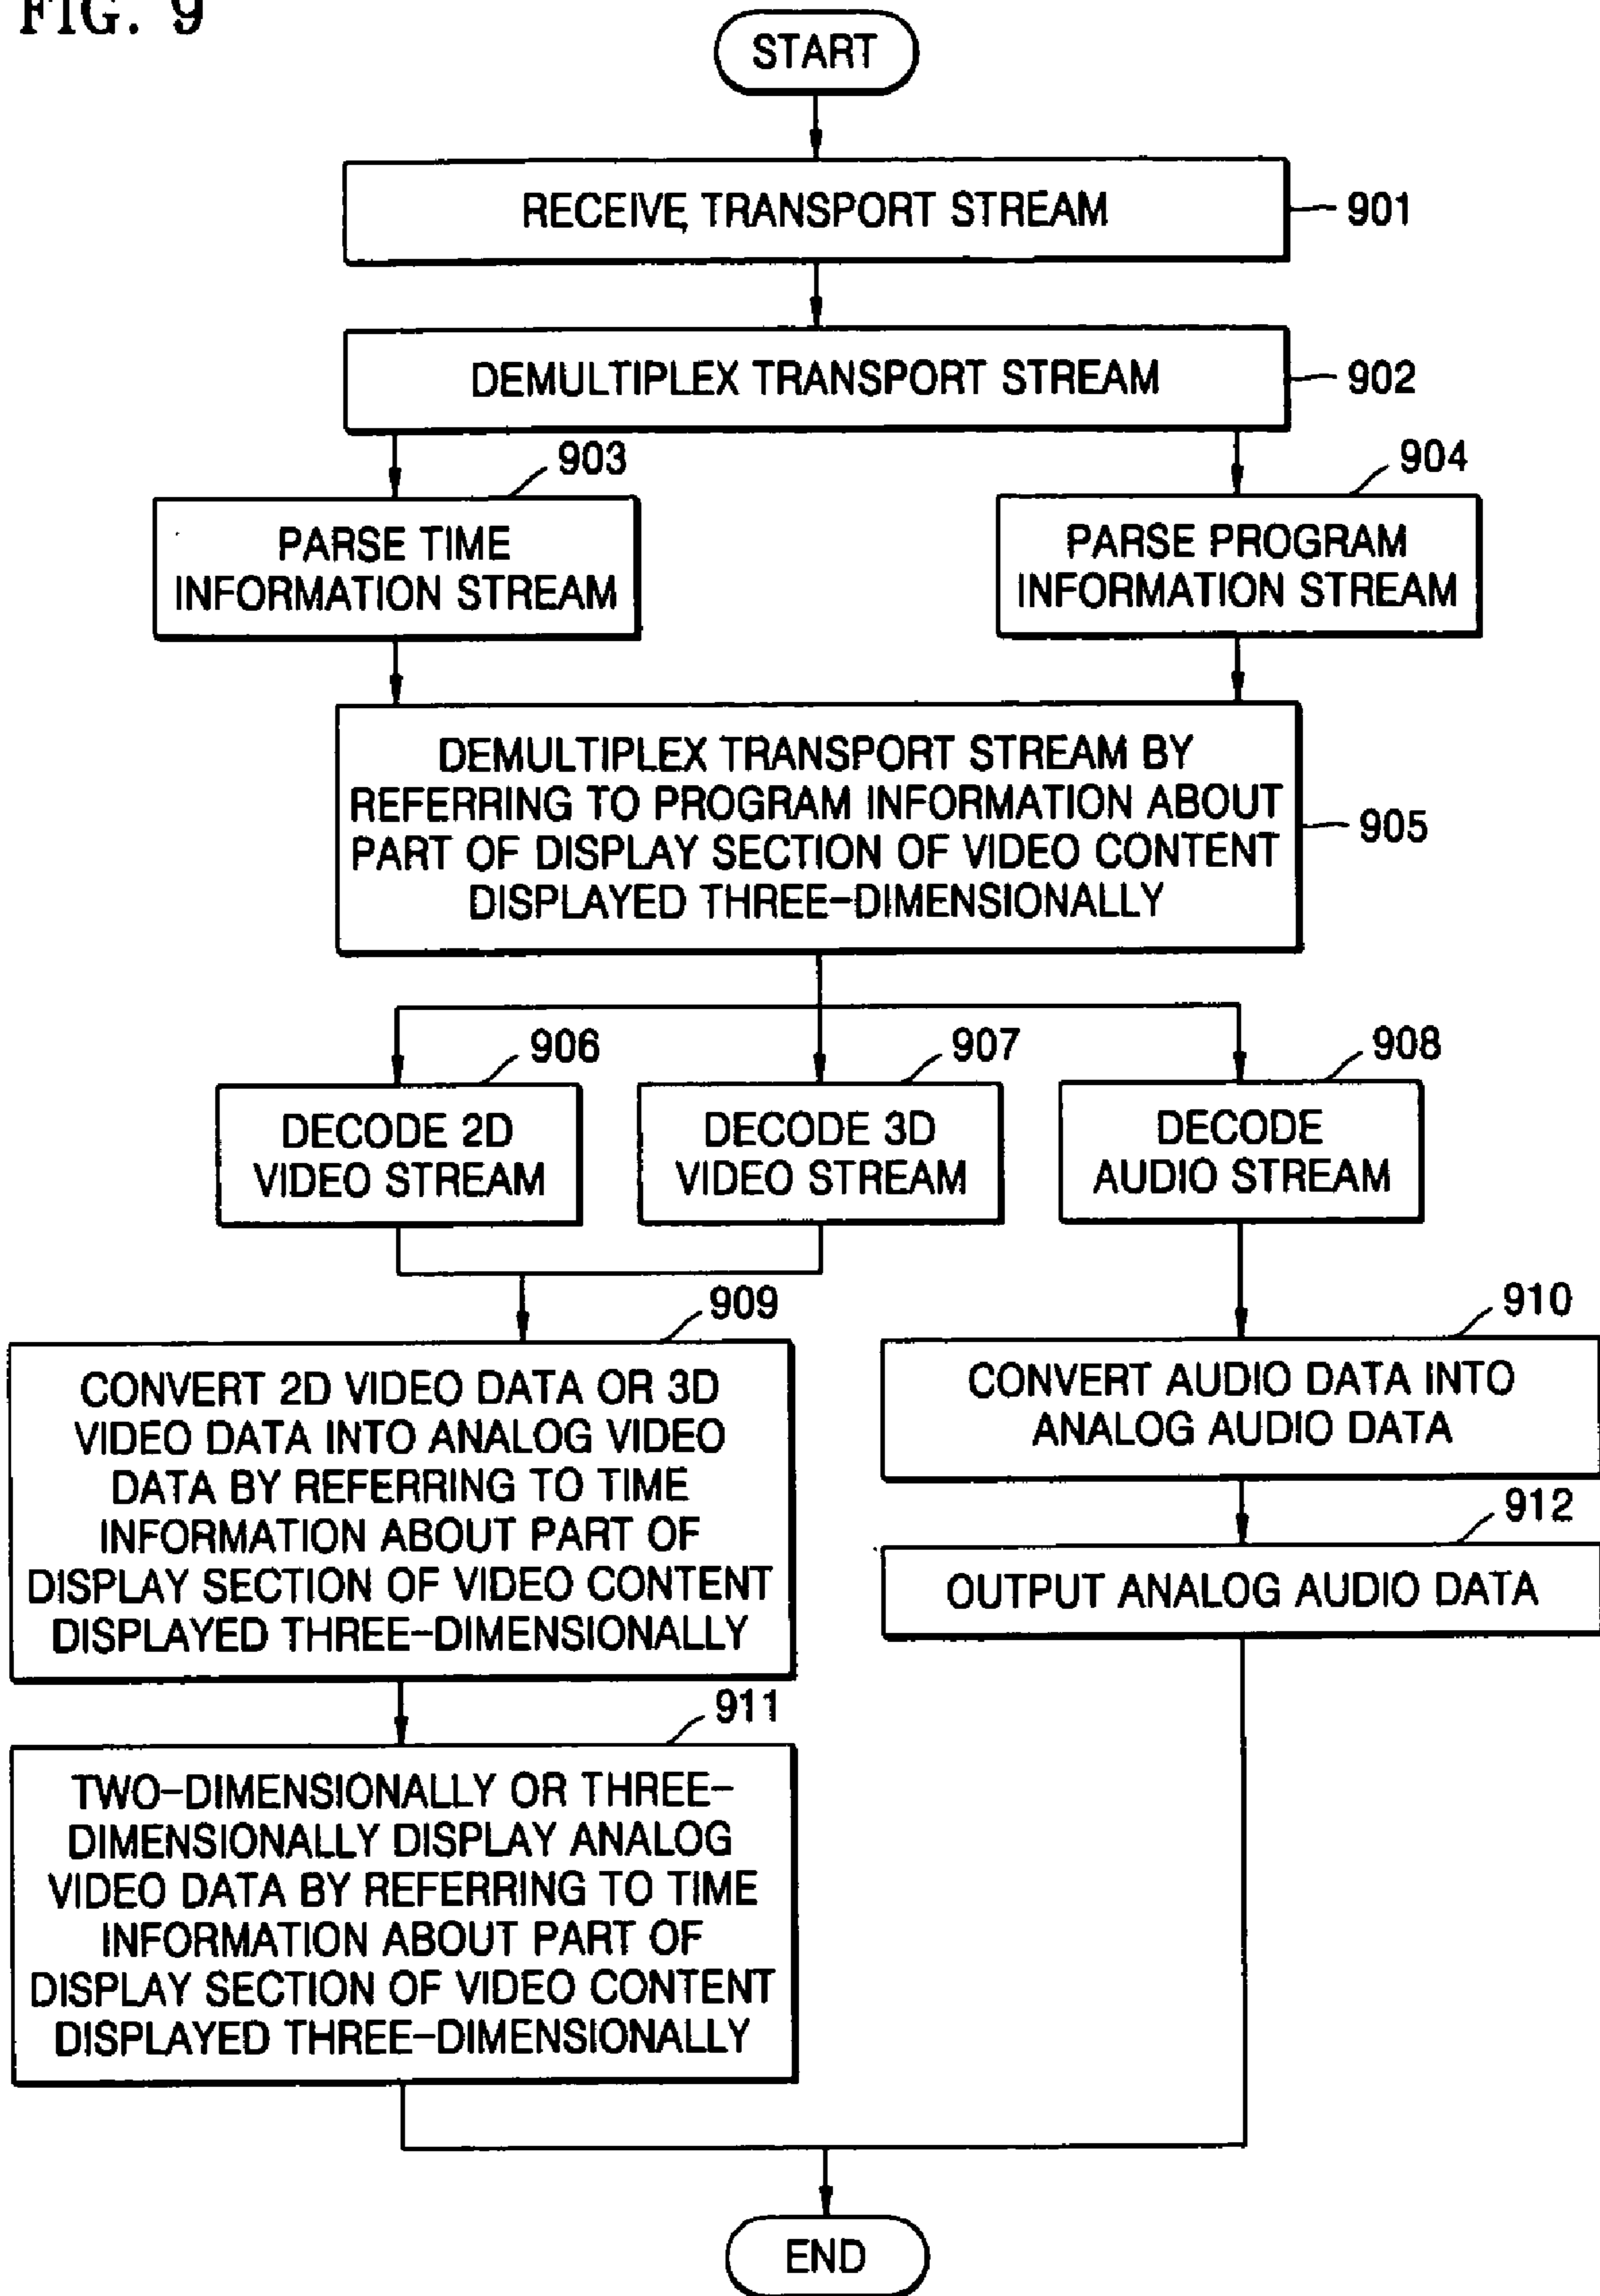 FIG. 9
START
RECEIVE TRANSPORT STREAM
901
DEMULTIPLEX TRANSPORT STREAM
902
903
PARSE TIME
INFORMATION STREAM
904
PARSE PROGRAM
INFORMATION STREAM
DEMULTIPLEX TRANSPORT STREAM BY
REFERRING TO PROGRAM INFORMATION ABOUT
PART OF DISPLAY SECTION OF VIDEO CONTENT
DISPLAYED THREE-DIMENSIONALLY
905
906
DECODE 2D
VIDEO STREAM
907
DECODE 3D
VIDEO STREAM
908
DECODE
AUDIO STREAM
909
CONVERT 2D VIDEO DATA OR 3D
VIDEO DATA INTO ANALOG VIDEO
DATA BY REFERRING TO TIME
INFORMATION ABOUT PART OF
DISPLAY SECTION OF VIDEO CONTENT
DISPLAYED THREE-DIMENSIONALLY
910
CONVERT AUDIO DATA INTO
ANALOG AUDIO DATA
912
OUTPUT ANALOG AUDIO DATA
911
TWO-DIMENSIONALLY OR THREE-
DIMENSIONALLY DISPLAY ANALOG
VIDEO DATA BY REFERRING TO TIME
INFORMATION ABOUT PART OF
DISPLAY SECTION OF VIDEO CONTENT
DISPLAYED THREE-DIMENSIONALLY
END